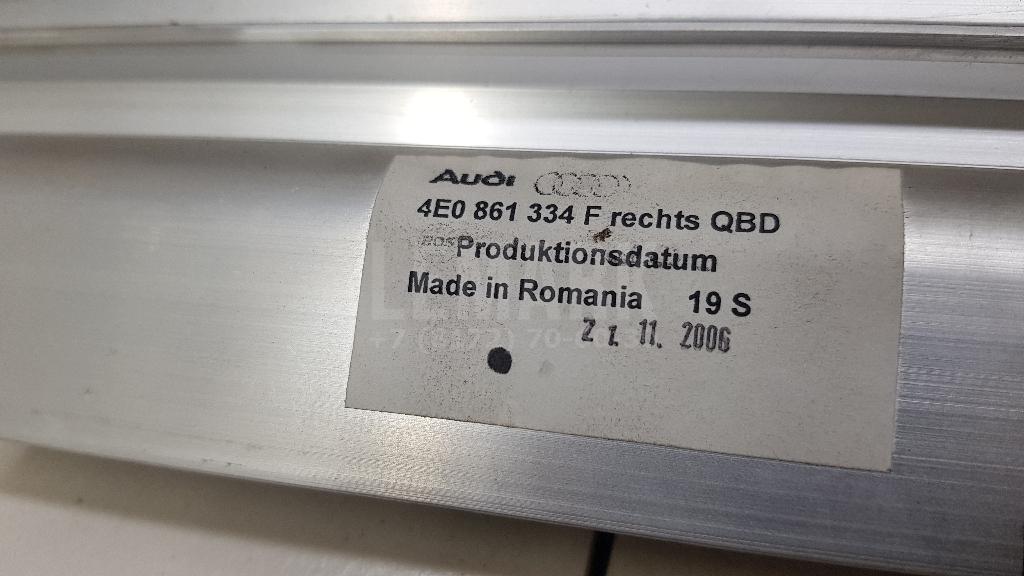 Audi
4E0 861 334 F rechts QBD
Produktionsdatum
Made in Romania 19 S
11. 2006